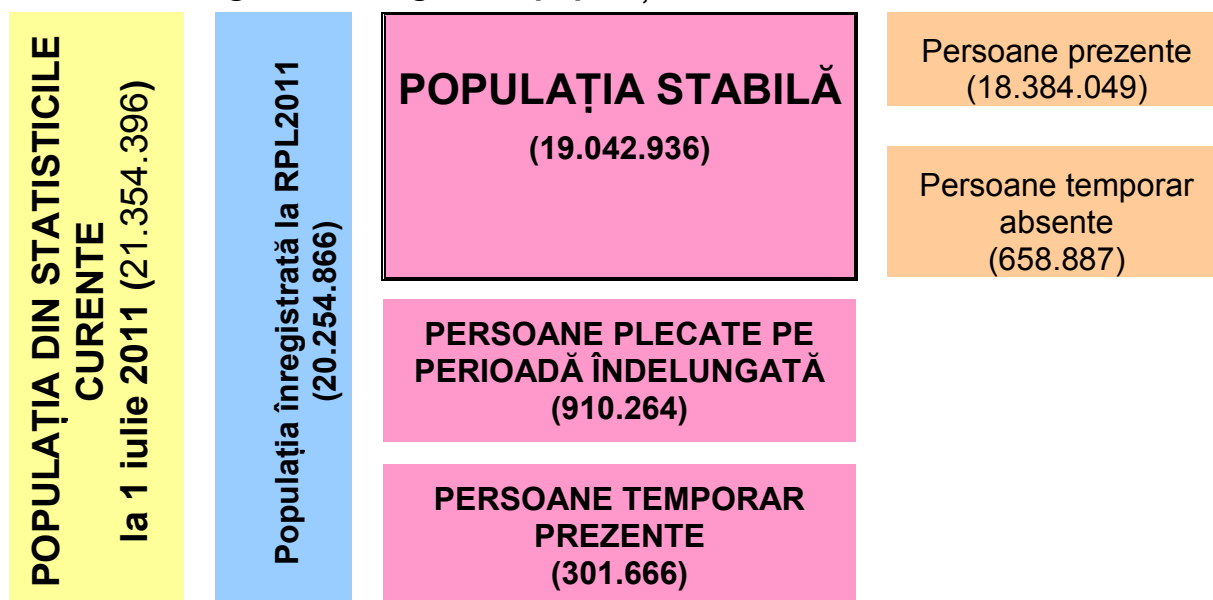 POPULAȚIA DIN STATISTICILE
CURENTE
la 1 iulie 2011 (21.354.396)
Populația înregistrată la RPL2011
(20.254.866)
POPULAȚIA STABILĂ
(19.042.936)
PERSOANE PLECATE PE
PERIOADĂ ÎNDELUNGATĂ
(910.264)
PERSOANE TEMPORAR
PREZENTE
(301.666)
Persoane prezente
(18.384.049)
Persoane temporar
absente
(658.887)